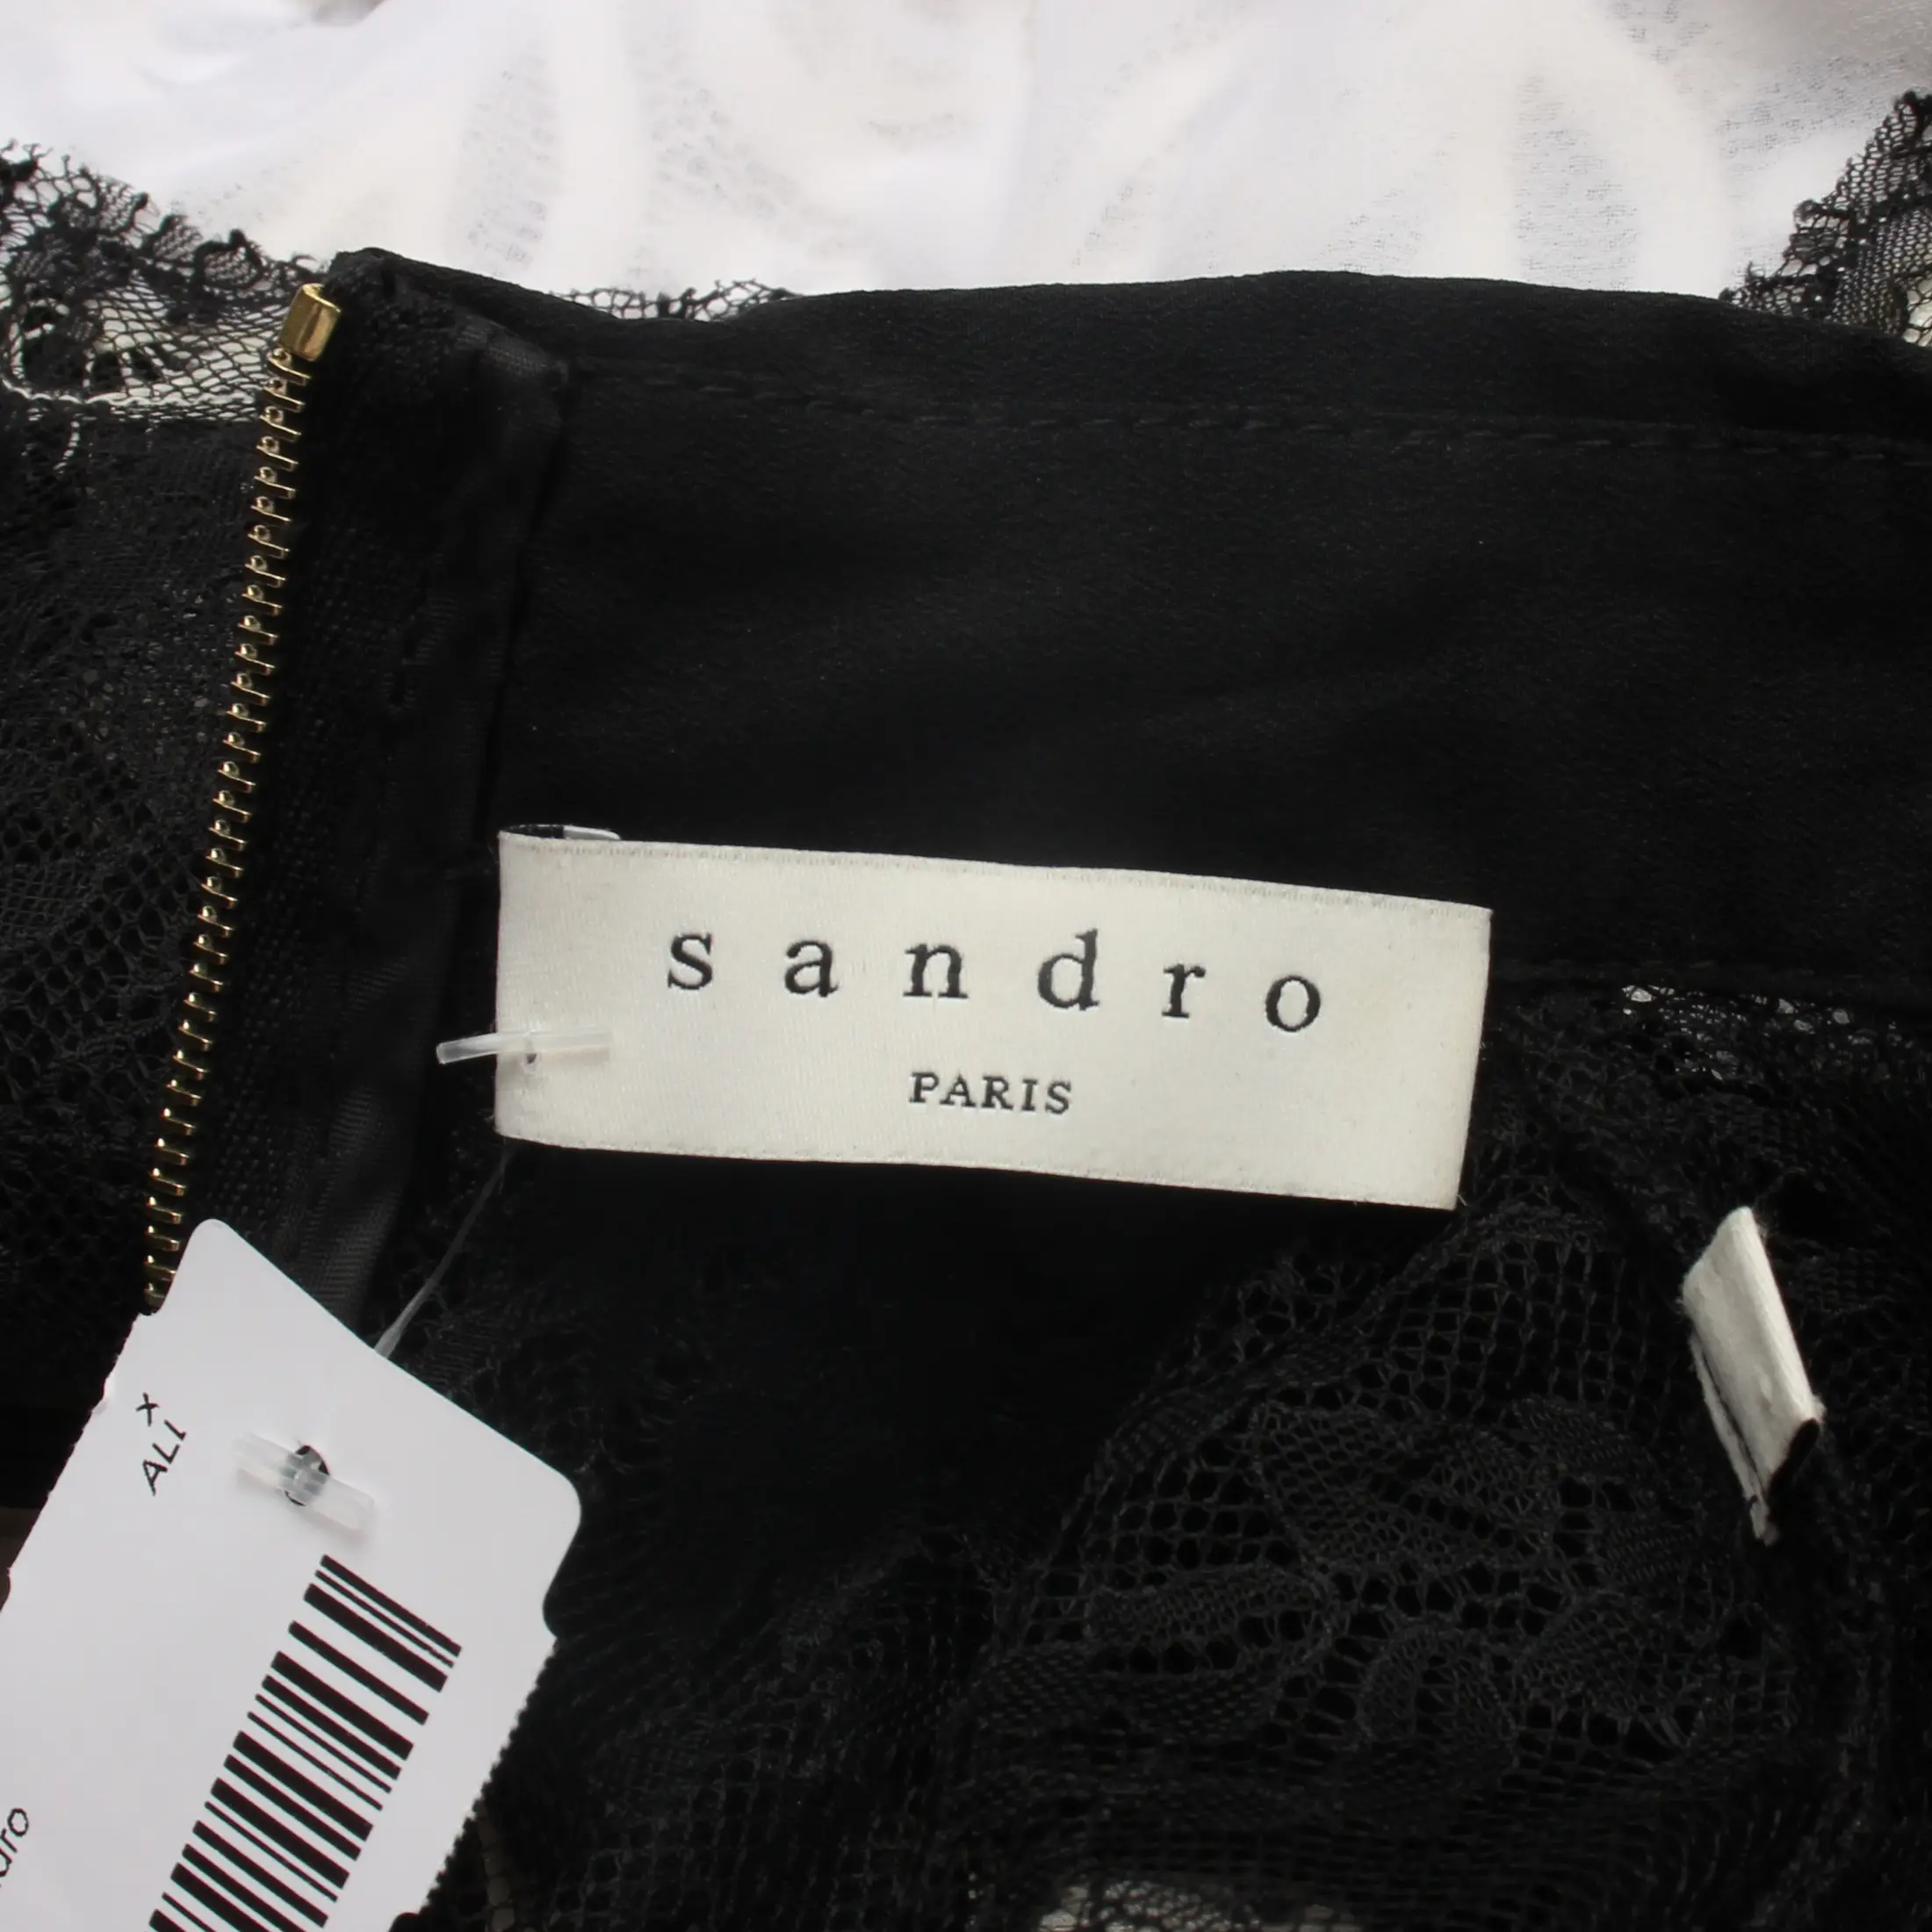 sandro
PARIS
ALI
+